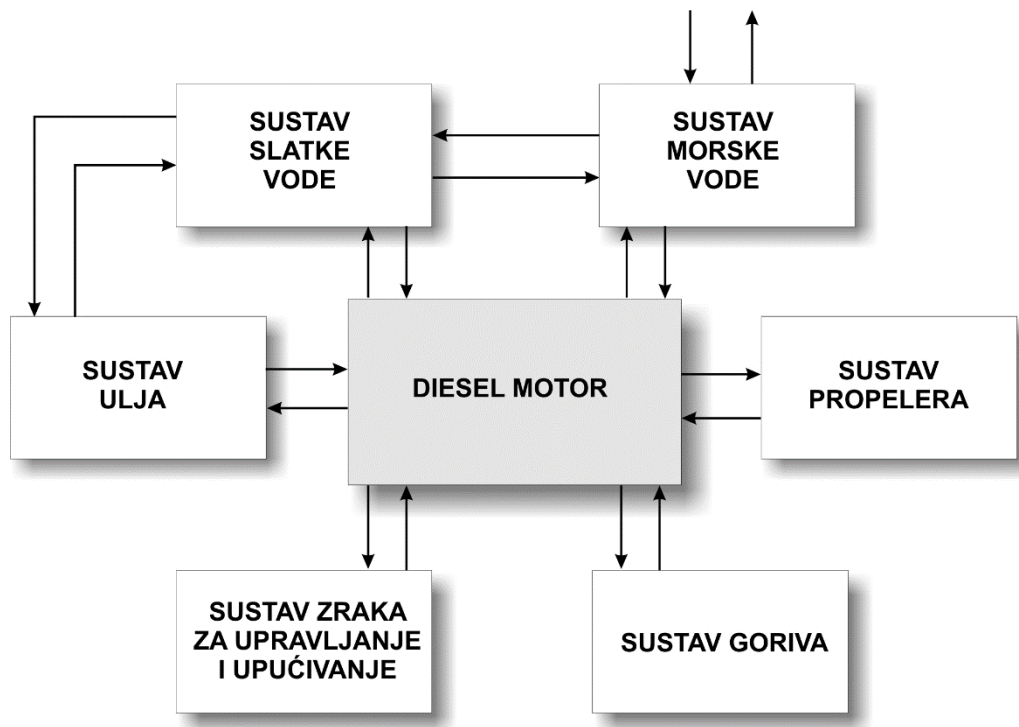 SUSTAV
SLATKE
VODE
SUSTAV
MORSKE
VODE
SUSTAV
ULJA
DIESEL MOTOR
SUSTAV
PROPELERA
SUSTAV ZRAKA
ZA UPRAVLJANJE
I UPUĆIVANJE
SUSTAV GORIVA